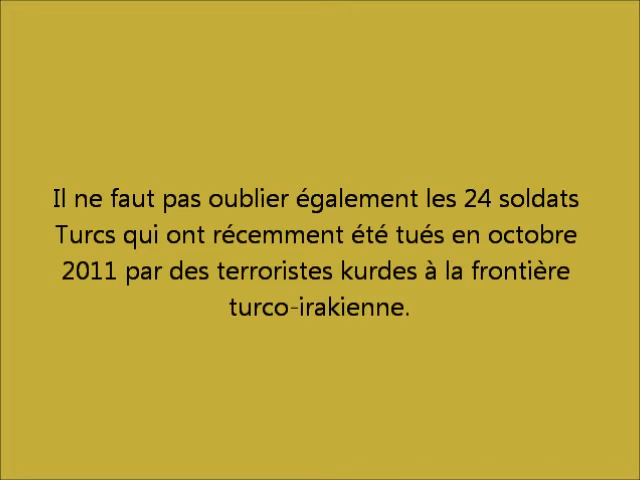 Il ne faut pas oublier également les 24 soldats
Turcs qui ont récemment été tués en octobre
2011 par des terroristes kurdes à la frontière
turco-irakienne.